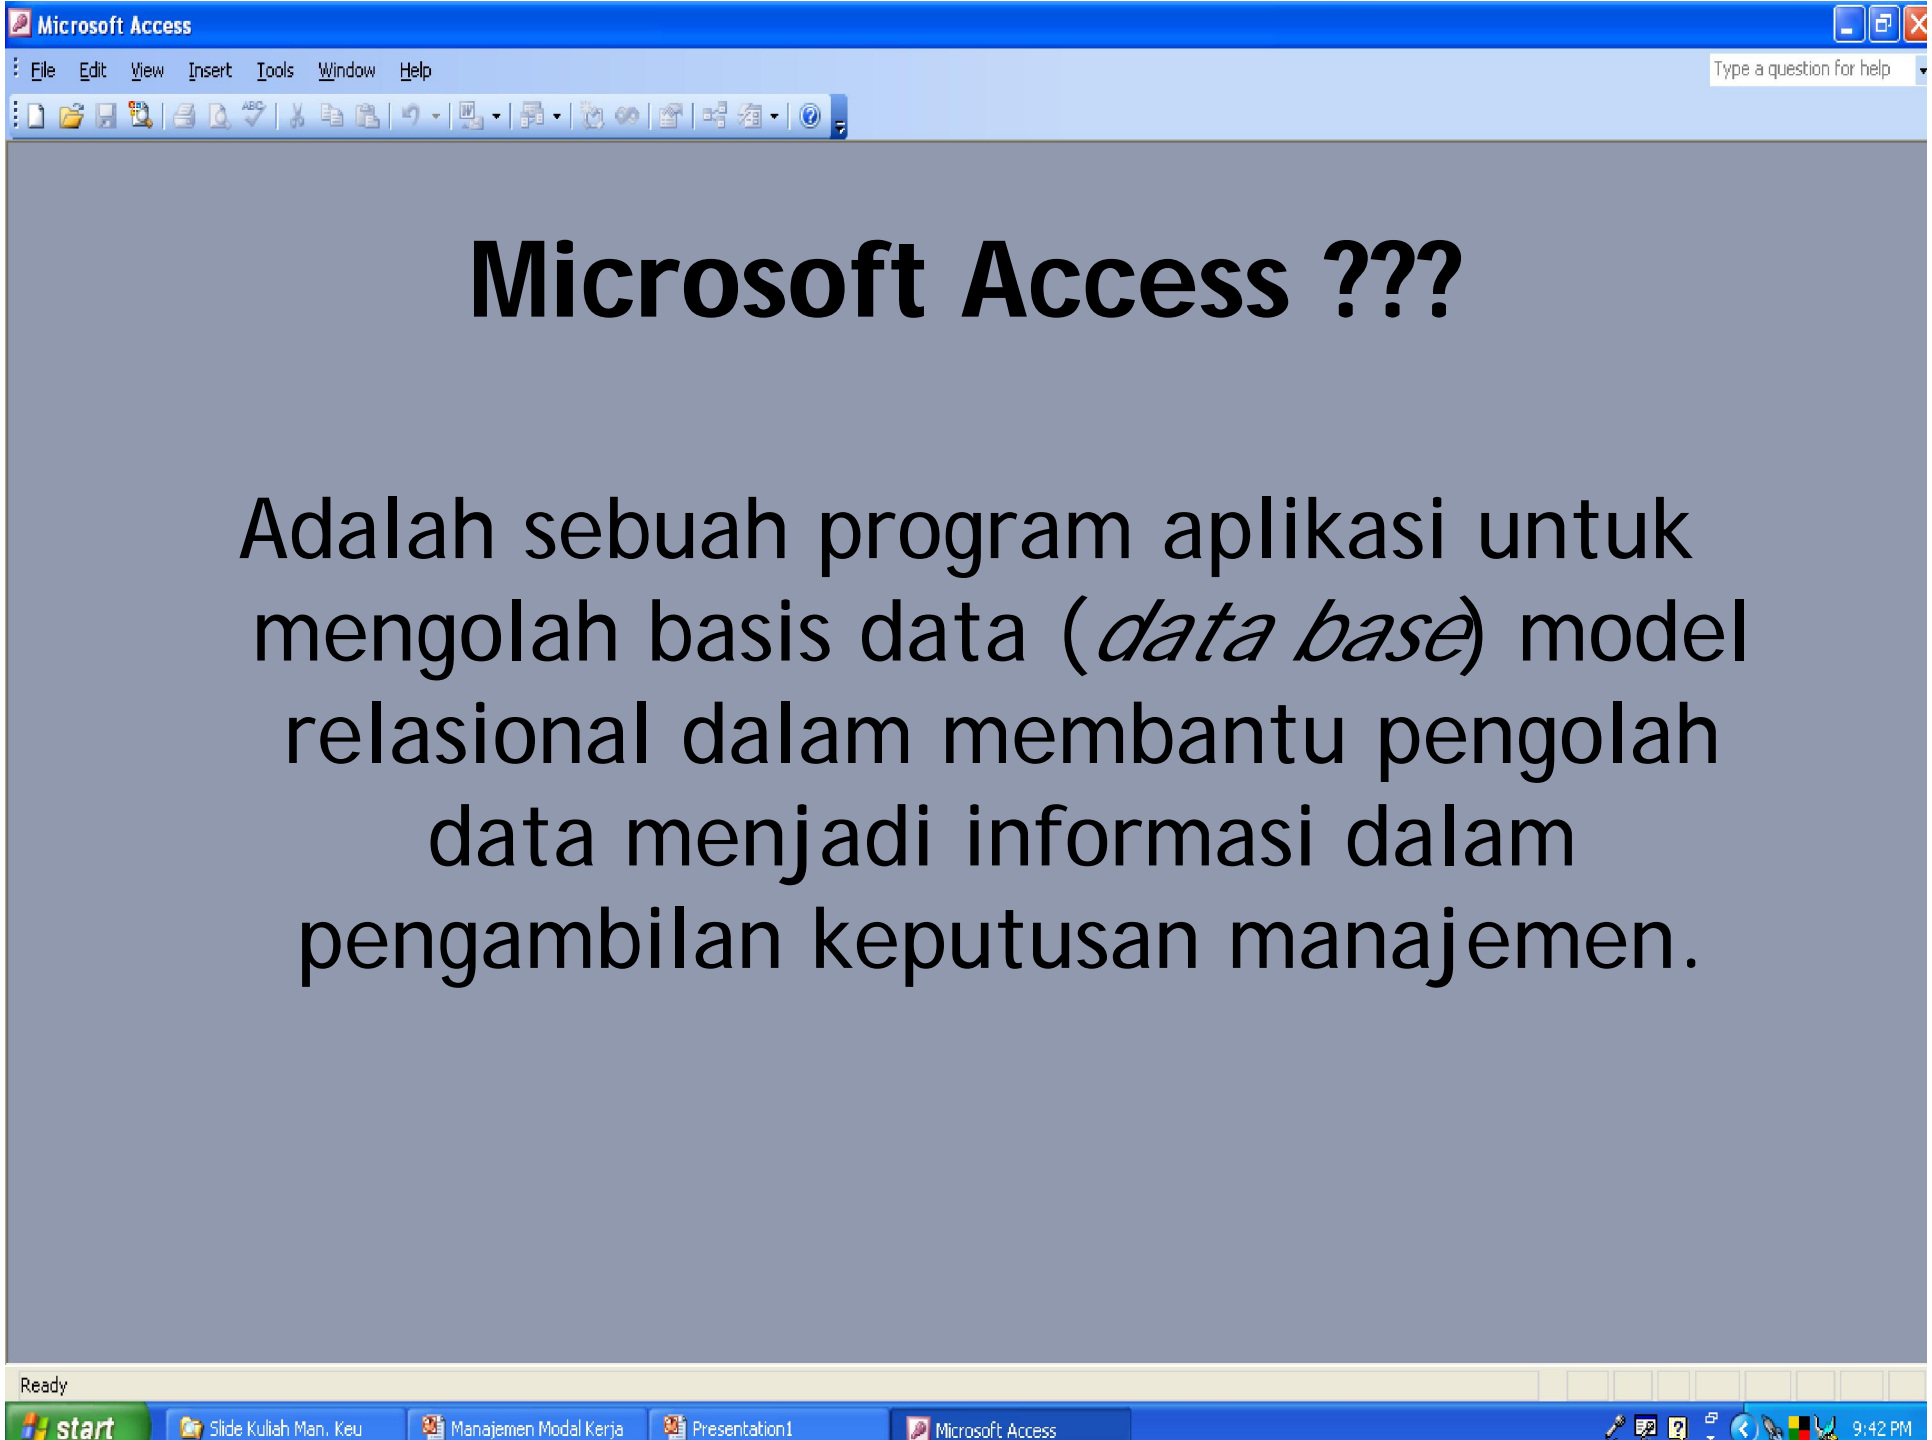 Microsoft Access
File Edit View Insert Tools Window Help
Type a question for help
Microsoft Access ???
Adalah sebuah program aplikasi untuk
mengolah basis data (data base) model
relasional dalam membantu pengolah
data menjadi informasi dalam
pengambilan keputusan manajemen.
Ready
start Slide Kuliah Man. Keu Manajemen Modal Kerja Presentation1 Microsoft Access 9:42 PM